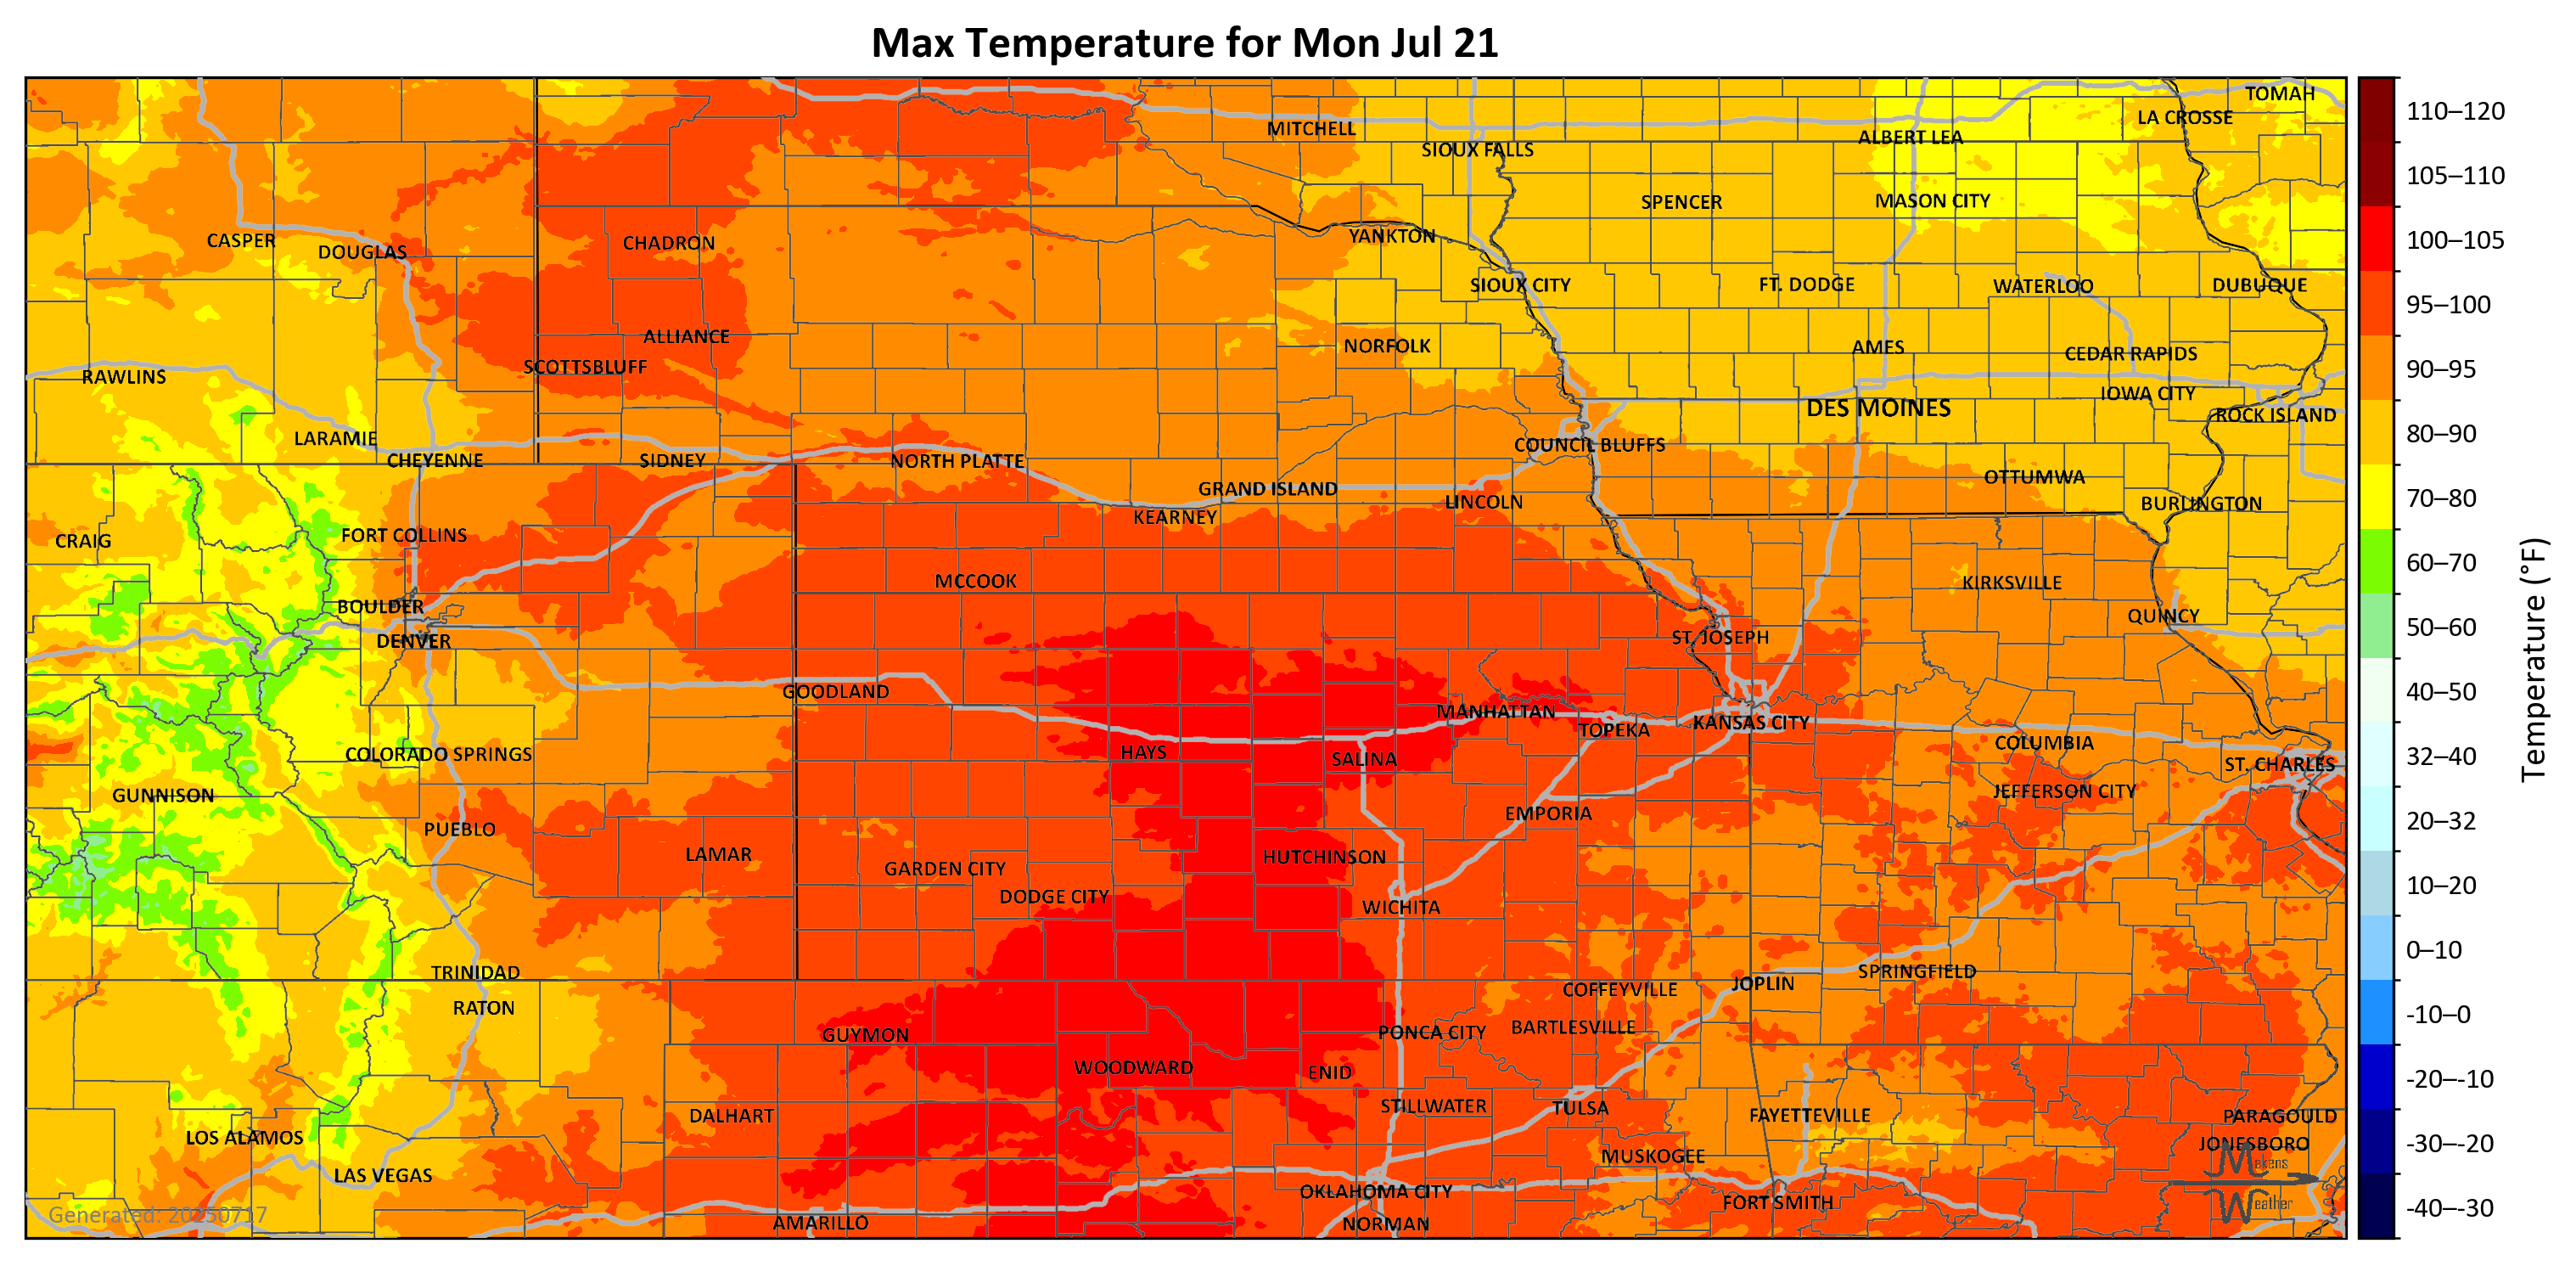 Max Temperature for Mon Jul 21
TOMAH
LA CROSSE
MITCHELL
ALBERT LEA
SIOUX FALLS
SPENCER
MASON CITY
YANKTON
CASPER
CHADRON
DOUGLAS
SIOUX CITY
FT. DODGE
WATERLOO
DUBUQUE
ALLIANCE
NORFOLK
AMES
CEDAR RAPIDS
SCOTTSBLUFF
RAWLINS
IOWA CITY
DES MOINES
ROCK ISLAND
LARAMIE
COUNCIL BLUFFS
CHEYENNE
SIDNEY
NORTH PLATTE
OTTUMWA
GRAND ISLAND
LINCOLN
BURLINGTON
KEARNEY
FORT COLLINS
CRAIG
MCCOOK
KIRKSVILLE
BOULDER
QUINCY
DENVER
ST. JOSEPH
GOODLAND
MANHATTAN
KANSAS CITY
TOPEKA
COLUMBIA
HAYS
COLORADO SPRINGS
SALINA
ST. CHARLES
GUNNISON
JEFFERSON CITY
EMPORIA
PUEBLO
LAMAR
HUTCHINSON
GARDEN CITY
DODGE CITY
WICHITA
TRINIDAD
SPRINGFIELD
JOPLIN
COFFEYVILLE
RATON
BARTLESVILLE
PONCA CITY
GUYMON
WOODWARD
ENID
STILLWATER
TULSA
DALHART
FAYETTEVILLE
PARAGOULD
LOS ALAMOS
JONESBORO
MUSKOGEE
LAS VEGAS
OKLAHOMA CITY
FORT SMITH
AMARILLO
NORMAN
Generated: 20250717
Makens
Weather
110–120
105–110
100–105
95–100
90–95
80–90
70–80
60–70
50–60
40–50
32–40
20–32
10–20
0–10
-10–0
-20–-10
-30–-20
-40–-30
Temperature (°F)